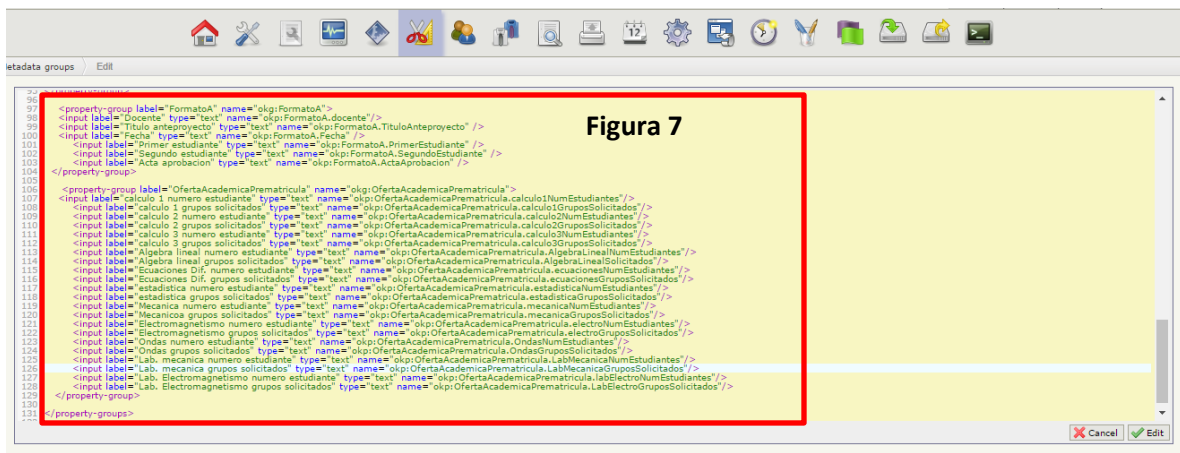 12
etadata groups Edit
95 </property-group>
96
97 <property-group label="FormatoA" name="okg:FormatoA">
98 <input label="Docente" type="text" name="okp:FormatoA.docente"/>
99 <input label="Titulo anteproyecto" type="text" name="okp:FormatoA.TituloAnteproyecto" />
100 <input label="Fecha" type="text" name="okp:FormatoA.Fecha" />
101 <input label="Primer estudiante" type="text" name="okp:FormatoA.PrimerEstudiante" />
102 <input label="Segundo estudiante" type="text" name="okp:FormatoA.SegundoEstudiante" />
103 <input label="Acta aprobacion" type="text" name="okp:FormatoA.ActaAprobacion" />
104 </property-group>
Figura 7
105
106 <property-group label="OfertaAcademicaPrematricula" name="okg:OfertaAcademicaPrematricula">
107 <input label="calculo 1 numero estudiante" type="text" name="okp:OfertaAcademicaPrematricula.calculo1NumEstudiantes"/>
108 <input label="calculo 1 grupos solicitados" type="text" name="okp:OfertaAcademicaPrematricula.calculo1GruposSolicitados"/>
109 <input label="calculo 2 numero estudiante" type="text" name="okp:OfertaAcademicaPrematricula.calculo2NumEstudiantes"/>
110 <input label="calculo 2 grupos solicitados" type="text" name="okp:OfertaAcademicaPrematricula.calculo2GruposSolicitados"/>
111 <input label="calculo 3 numero estudiante" type="text" name="okp:OfertaAcademicaPrematricula.calculo3NumEstudiantes"/>
112 <input label="calculo 3 grupos solicitados" type="text" name="okp:OfertaAcademicaPrematricula.calculo3GruposSolicitados"/>
113 <input label="Algebra lineal numero estudiante" type="text" name="okp:OfertaAcademicaPrematricula.AlgebraLinealNumEstudiantes"/>
114 <input label="Algebra lineal grupos solicitados" type="text" name="okp:OfertaAcademicaPrematricula.AlgebraLinealSolicitados"/>
115 <input label="Ecuaciones Dif. numero estudiante" type="text" name="okp:OfertaAcademicaPrematricula.ecuacionesNumEstudiantes"/>
116 <input label="Ecuaciones Dif. grupos solicitados" type="text" name="okp:OfertaAcademicaPrematricula.ecuacionesGruposSolicitados"/>
117 <input label="estadistica numero estudiante" type="text" name="okp:OfertaAcademicaPrematricula.estadisticaNumEstudiantes"/>
118 <input label="estadistica grupos solicitados" type="text" name="okp:OfertaAcademicaPrematricula.estadisticaGruposSolicitados"/>
119 <input label="Mecanica numero estudiante" type="text" name="okp:OfertaAcademicaPrematricula.mecanicaNumEstudiantes"/>
120 <input label="Mecanicoa grupos solicitados" type="text" name="okp:OfertaAcademicaPrematricula.mecanicaGruposSolicitados"/>
121 <input label="Electromagnetismo numero estudiante" type="text" name="okp:OfertaAcademicaPrematricula.electroNumEstudiantes"/>
122 <input label="Electromagnetismo grupos solicitados" type="text" name="okp:OfertaAcademicaPrematricula.electroGruposSolicitados"/>
123 <input label="Ondas numero estudiante" type="text" name="okp:OfertaAcademicaPrematricula.OndasNumEstudiantes"/>
124 <input label="Ondas grupos solicitados" type="text" name="okp:OfertaAcademicaPrematricula.OndasGruposSolicitados"/>
125 <input label="Lab. mecanica numero estudiante" type="text" name="okp:OfertaAcademicaPrematricula.LabMecanicaNumEstudiantes"/>
126 <input label="Lab. mecanica grupos solicitados" type="text" name="okp:OfertaAcademicaPrematricula.LabMecanicaGruposSolicitados"/>
127 <input label="Lab. Electromagnetismo numero estudiante" type="text" name="okp:OfertaAcademicaPrematricula.labElectroNumEstudiantes"/>
128 <input label="Lab. Electromagnetismo grupos solicitados" type="text" name="okp:OfertaAcademicaPrematricula.LabElectroGruposSolicitados"/>
129 </property-group>
130
131 </property-groups>
Cancel Edit